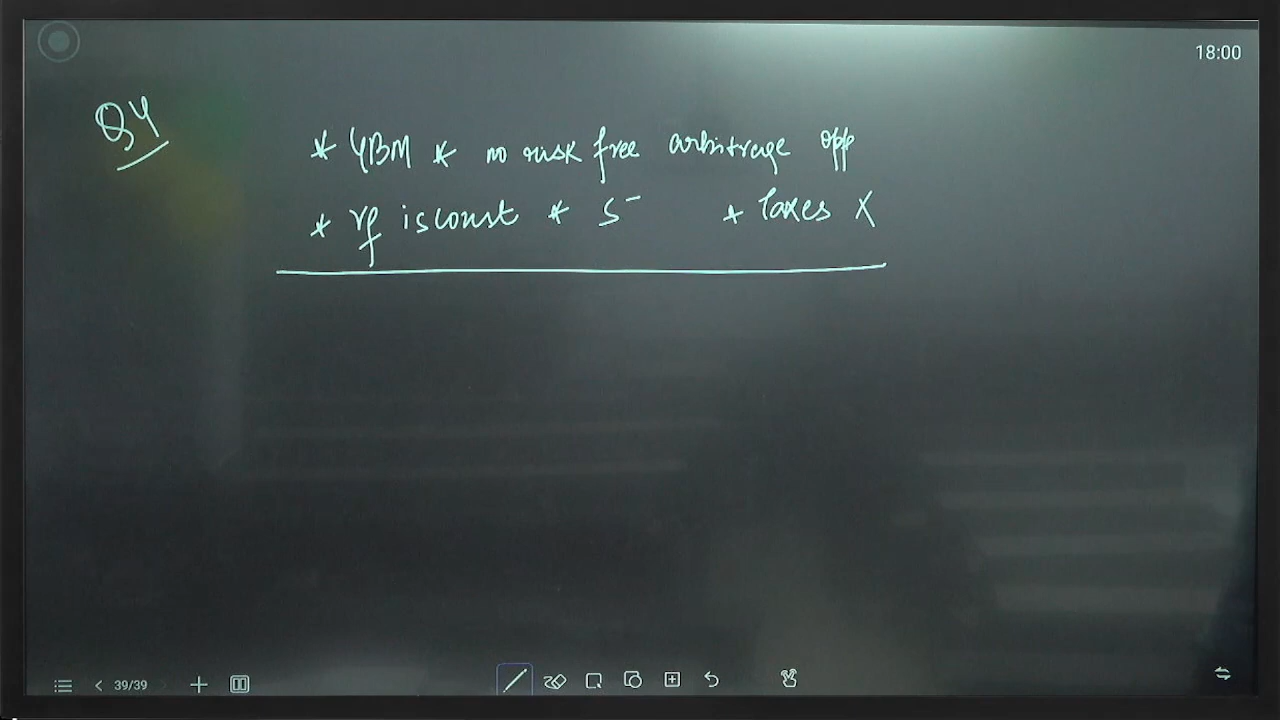 18:00
Q4
* GBM * no risk free arbitrage opp
* rf is const * S⁻ * Taxes X
39/39